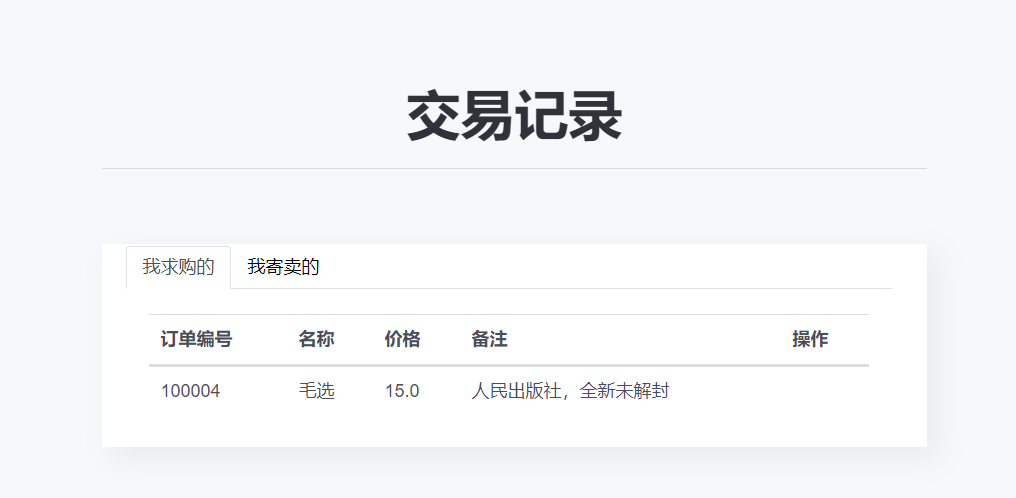 交易记录
我求购的 我寄卖的
订单编号 名称 价格 备注 操作
100004 毛选 15.0 人民出版社，全新未解封